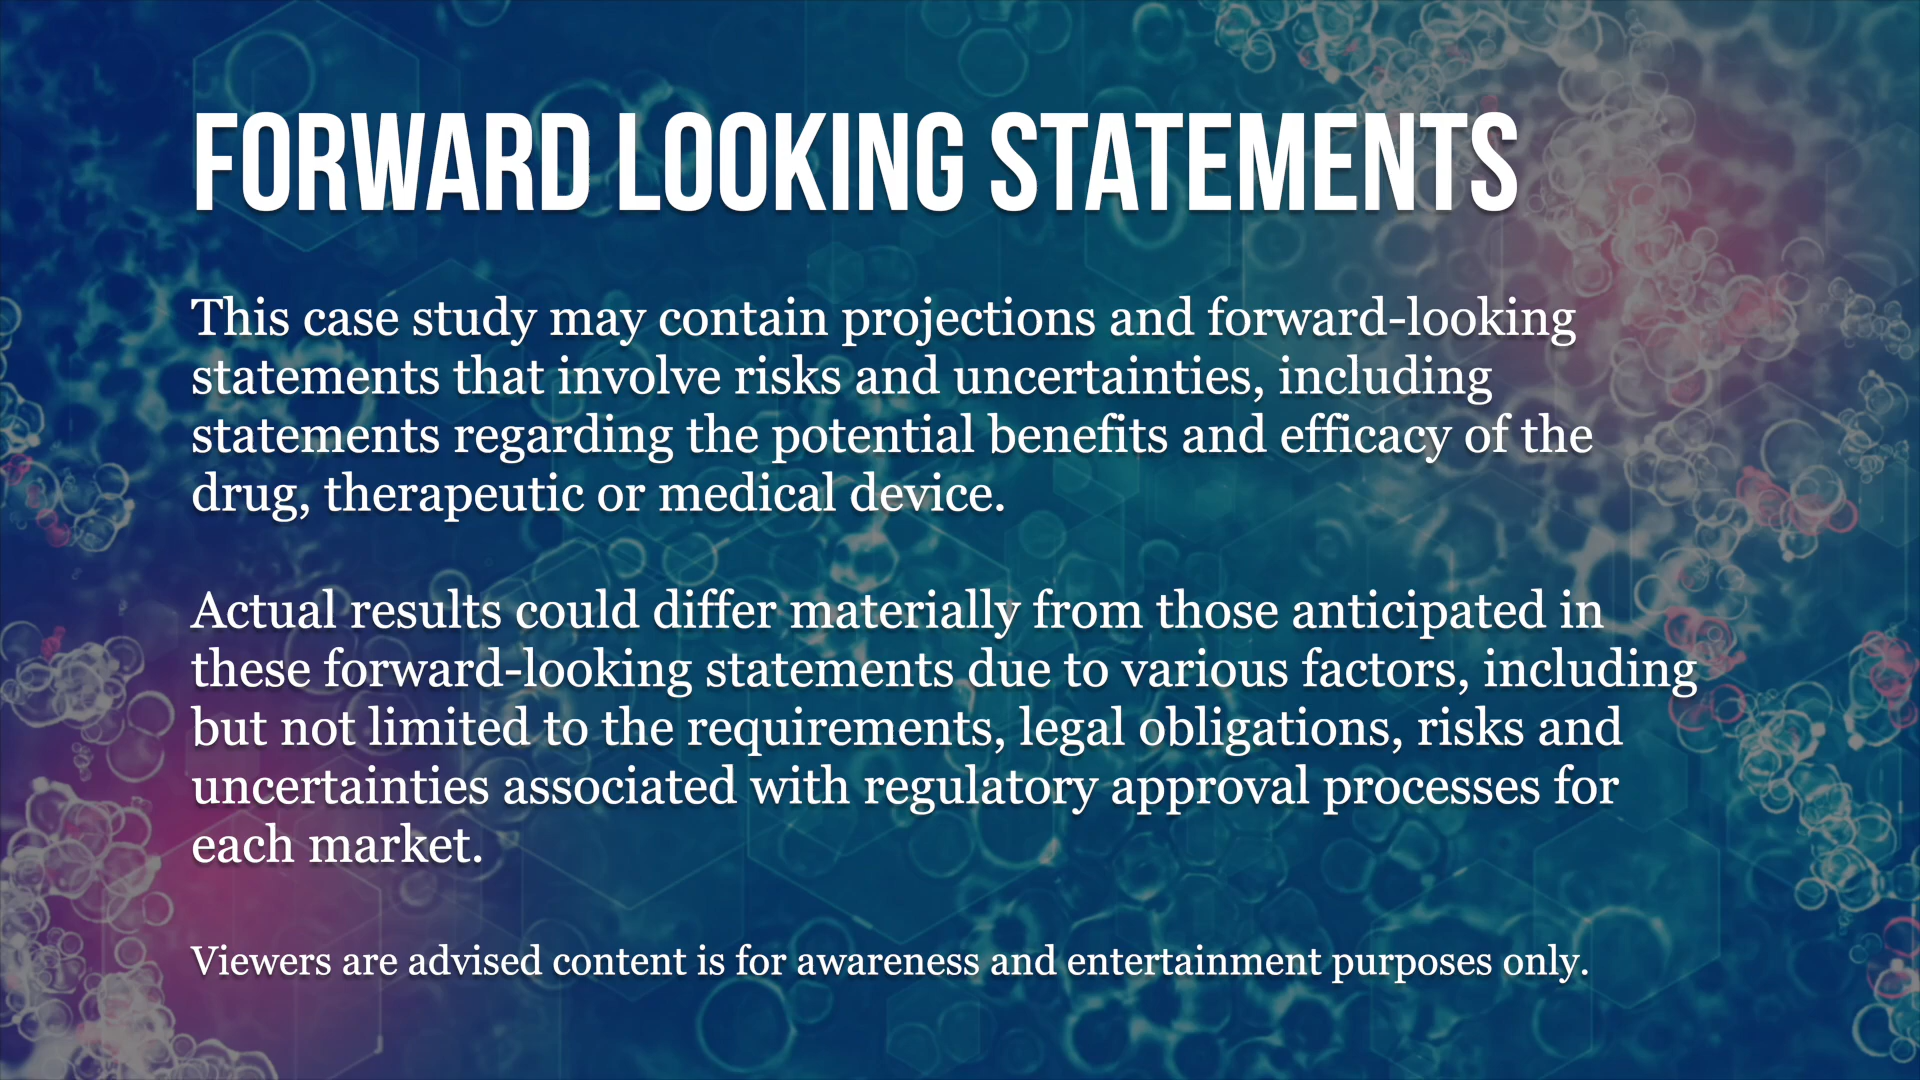 FORWARD LOOKING STATEMENTS
This case study may contain projections and forward-looking
statements that involve risks and uncertainties, including
statements regarding the potential benefits and efficacy of the
drug, therapeutic or medical device.
Actual results could differ materially from those anticipated in
these forward-looking statements due to various factors, including
but not limited to the requirements, legal obligations, risks and
uncertainties associated with regulatory approval processes for
each market.
Viewers are advised content is for awareness and entertainment purposes only.